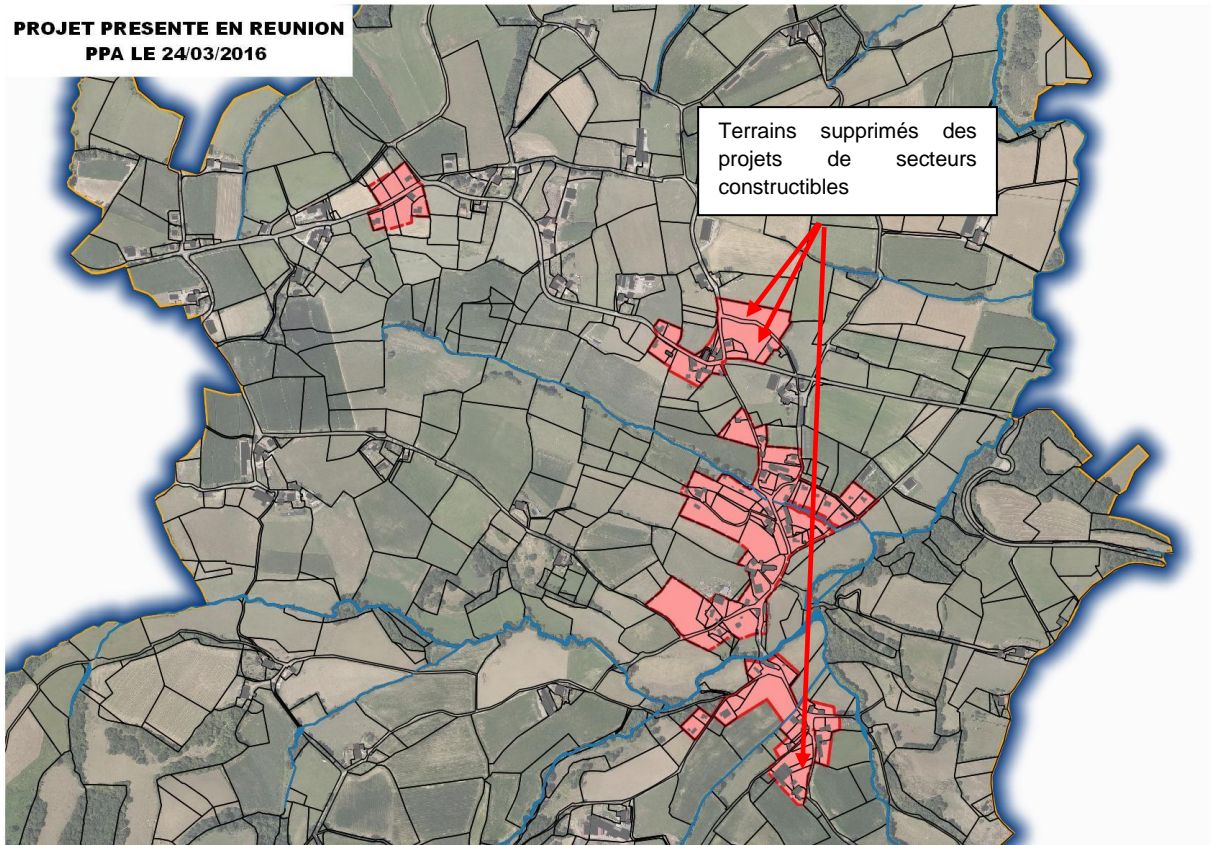 PROJET PRESENTE EN REUNION
PPA LE 24/03/2016
Terrains supprimés des
projets de secteurs
constructibles